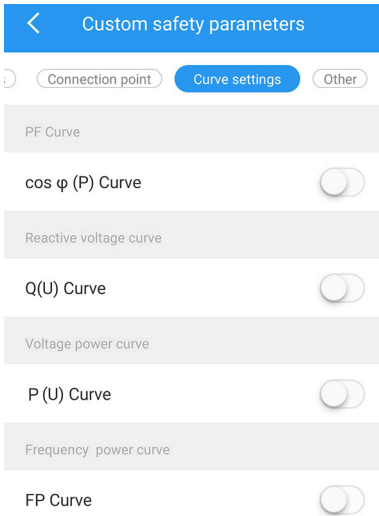 Custom safety parameters
Connection point Curve settings Other
PF Curve
cos φ (P) Curve
Reactive voltage curve
Q(U) Curve
Voltage power curve
P (U) Curve
Frequency power curve
FP Curve